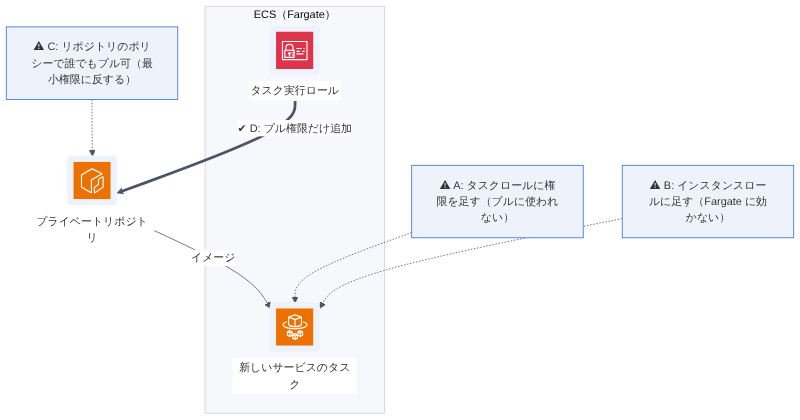 ECS（Fargate）
⚠ C: リポジトリのポリ
シーで誰でもプル可（最
小権限に反する）
タスク実行ロール
✔ D: プル権限だけ追加
プライベートリポジト
リ
⚠ A: タスクロールに権
限を足す（プルに使われ
ない）
⚠ B: インスタンスロー
ルに足す（Fargate に効
かない）
イメージ
新しいサービスのタス
ク